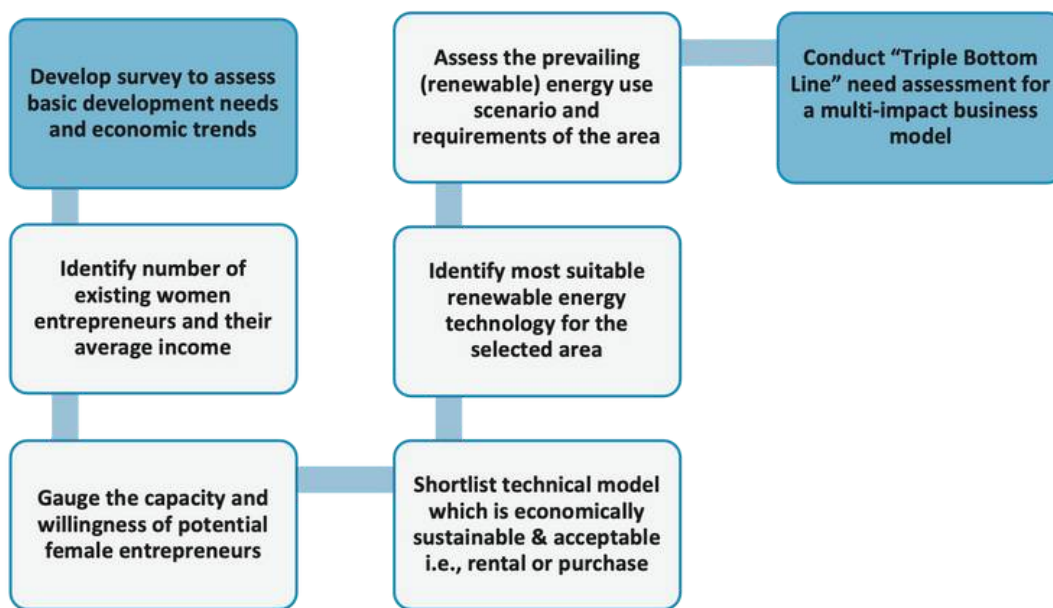 Develop survey to assess
basic development needs
and economic trends
Identify number of
existing women
entrepreneurs and their
average income
Gauge the capacity and
willingness of potential
female entrepreneurs
Shortlist technical model
which is economically
sustainable & acceptable
i.e., rental or purchase
Identify most suitable
renewable energy
technology for the
selected area
Assess the prevailing
(renewable) energy use
scenario and
requirements of the area
Conduct “Triple Bottom
Line” need assessment for
a multi-impact business
model